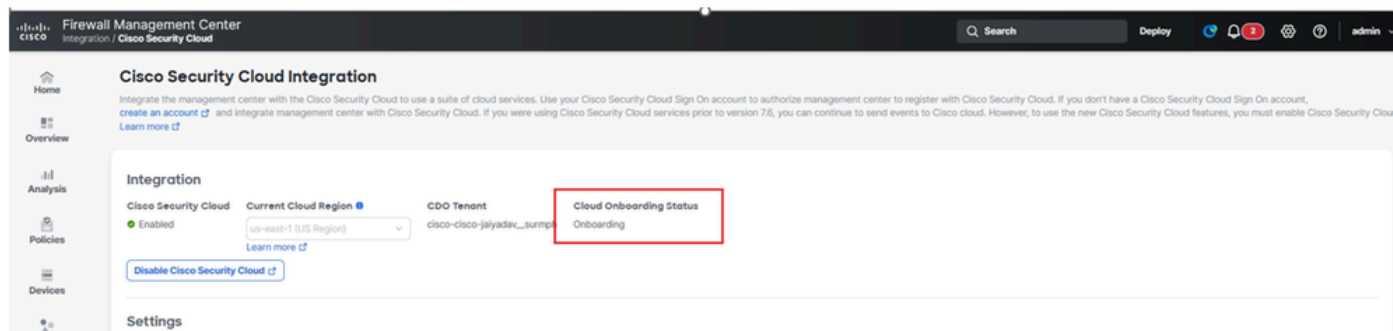 Firewall Management Center
CISCO Integration / Cisco Security Cloud
Search
Deploy
2
admin
Home
Overview
Analysis
Policies
Devices
Cisco Security Cloud Integration
Integrate the management center with the Cisco Security Cloud to use a suite of cloud services. Use your Cisco Security Cloud Sign On account to authorize management center to register with Cisco Security Cloud. If you don't have a Cisco Security Cloud Sign On account,
create an account and integrate management center with Cisco Security Cloud. If you were using Cisco Security Cloud services prior to version 7.6, you can continue to send events to Cisco cloud. However, to use the new Cisco Security Cloud features, you must enable Cisco Security Clou
Learn more
Integration
Cisco Security Cloud Current Cloud Region CDO Tenant Cloud Onboarding Status
Enabled us-east-1 (US Region) cisco-cisco-jaiyadav_surmpt Onboarding
Learn more
Disable Cisco Security Cloud
Settings